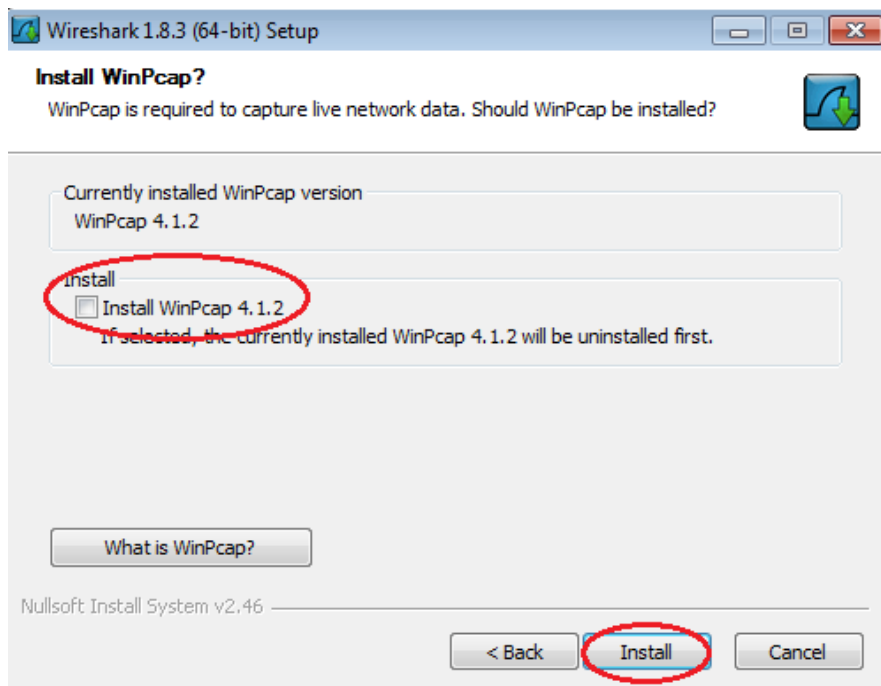 Wireshark 1.8.3 (64-bit) Setup
Install WinPcap?
WinPcap is required to capture live network data. Should WinPcap be installed?
Currently installed WinPcap version
WinPcap 4.1.2
Install
Install WinPcap 4.1.2
If selected, the currently installed WinPcap 4.1.2 will be uninstalled first.
What is WinPcap?
Nullsoft Install System v2.46
< Back Install Cancel